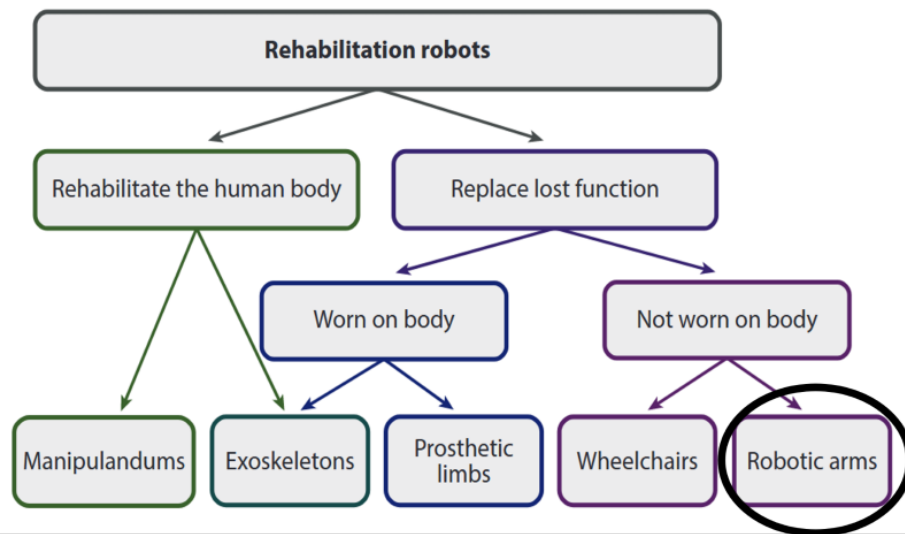 Rehabilitation robots
Rehabilitate the human body
Replace lost function
Worn on body
Not worn on body
Manipulandums
Exoskeletons
Prosthetic
limbs
Wheelchairs
Robotic arms